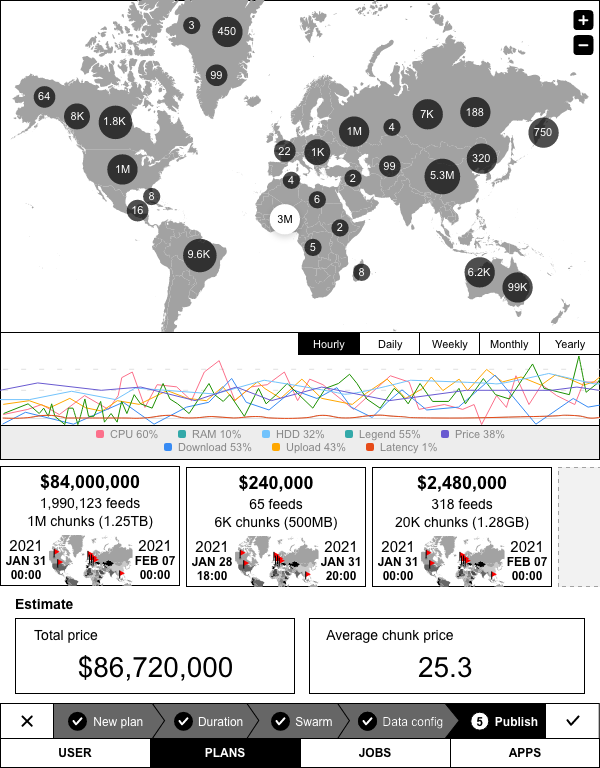 3
450
99
64
8K
1.8K
1M
8
16
9.6K
22
1K
1M
4
7K
188
750
320
5.3M
99
2
4
6
3M
2
5
8
6.2K
99K
+
−
Hourly Daily Weekly Monthly Yearly
CPU 60% RAM 10% HDD 32% Legend 55% Price 38%
Download 53% Upload 43% Latency 1%
$84,000,000
1,990,123 feeds
1M chunks (1.25TB)
2021
JAN 31
00:00
2021
FEB 07
00:00
$240,000
65 feeds
6K chunks (500MB)
2021
JAN 28
18:00
2021
JAN 31
20:00
$2,480,000
318 feeds
20K chunks (1.28GB)
2021
JAN 31
00:00
2021
FEB 07
00:00
Estimate
Total price
$86,720,000
Average chunk price
25.3
New plan Duration Swarm Data config 5 Publish
USER PLANS JOBS APPS